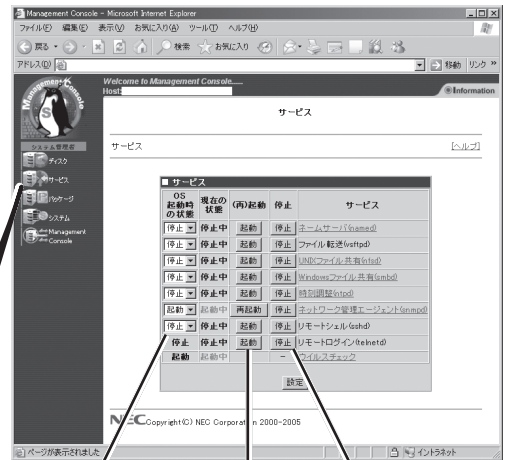 Management Console - Microsoft Internet Explorer
ファイル(F) 編集(E) 表示(V) お気に入り(A) ツール(T) ヘルプ(H)
戻る 検索 お気に入り
アドレス(D) 移動 リンク »
Management Console
Welcome to Management Console.....
Host:
Information
サービス
システム管理者
サービス [ヘルプ]
ディスク
サービス
パッケージ
システム
Management Console
■ サービス
OS起動時の状態 現在の状態 (再)起動 停止 サービス
停止 停止中 起動 停止 ネームサーバ(named)
停止 停止中 起動 停止 ファイル転送(vsftpd)
停止 停止中 起動 停止 UNIXファイル共有(nfsd)
停止 停止中 起動 停止 Windowsファイル共有(smbd)
停止 停止中 起動 停止 時刻調整(ntpd)
起動 起動中 再起動 停止 ネットワーク管理エージェント(snmpd)
停止 停止中 起動 停止 リモートシェル(sshd)
停止 停止中 起動 停止 リモートログイン(telnetd)
起動 起動中 － ウイルスチェック
設定
NEC Copyright(C) NEC Corporation 2000-2005
ページが表示されました イントラネット